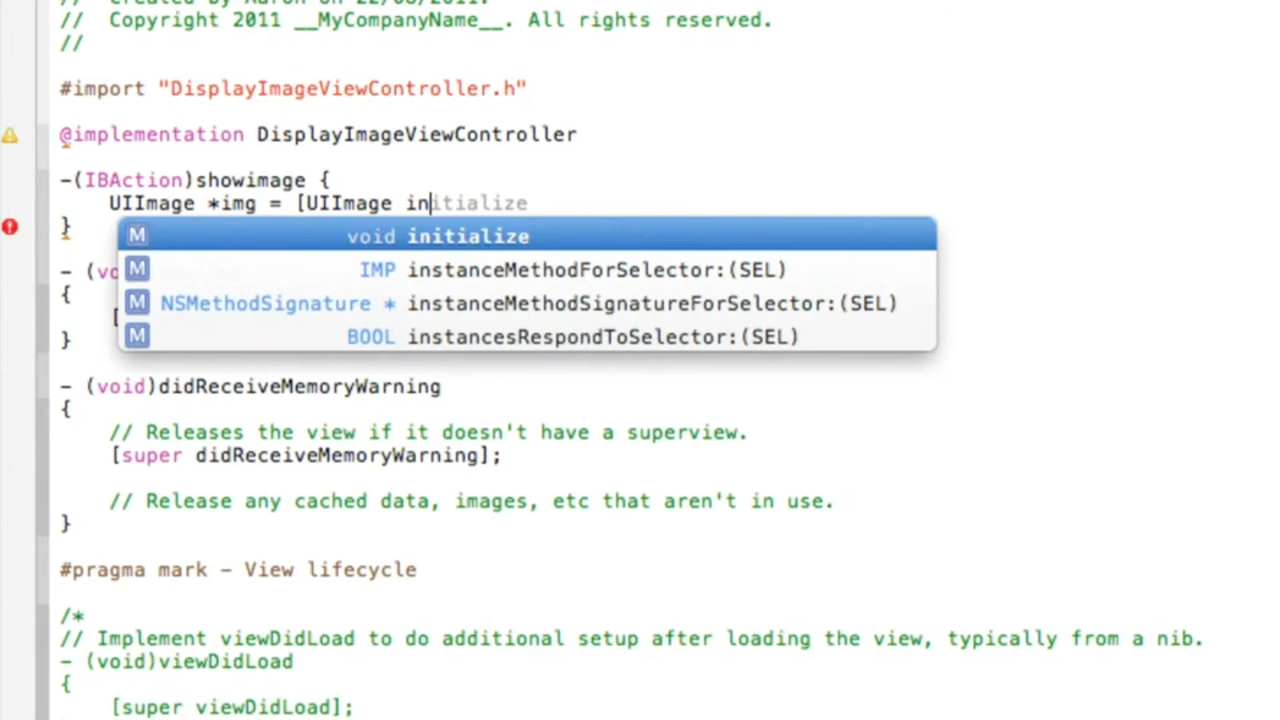 //  Copyright 2011 __MyCompanyName__. All rights reserved.
//
#import "DisplayImageViewController.h"
@implementation DisplayImageViewController
-(IBAction)showimage {
    UIImage *img = [UIImage initialize
}
M void initialize
M IMP instanceMethodForSelector:(SEL)
M NSMethodSignature * instanceMethodSignatureForSelector:(SEL)
M BOOL instancesRespondToSelector:(SEL)
- (vo
{
    [
}
- (void)didReceiveMemoryWarning
{
    // Releases the view if it doesn't have a superview.
    [super didReceiveMemoryWarning];
    // Release any cached data, images, etc that aren't in use.
}
#pragma mark - View lifecycle
/*
// Implement viewDidLoad to do additional setup after loading the view, typically from a nib.
- (void)viewDidLoad
{
    [super viewDidLoad];